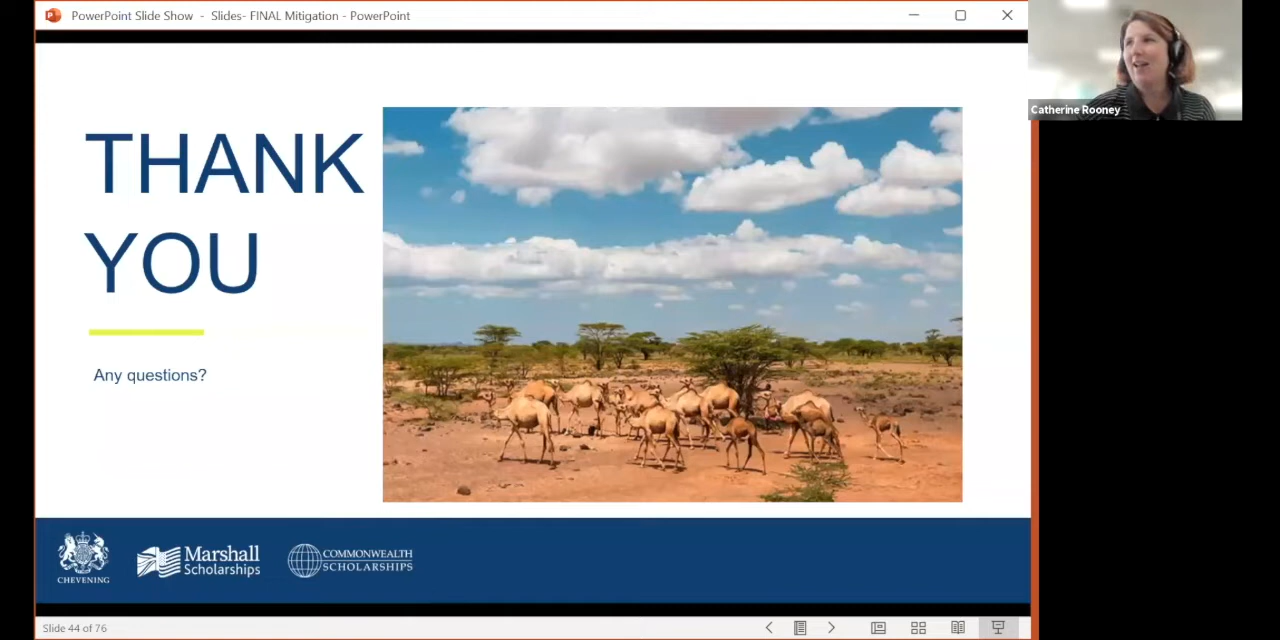 PowerPoint Slide Show - Slides- FINAL Mitigation - PowerPoint
Catherine Rooney
THANK
YOU
Any questions?
CHEVENING
Marshall
Scholarships
COMMONWEALTH
SCHOLARSHIPS
Slide 44 of 76